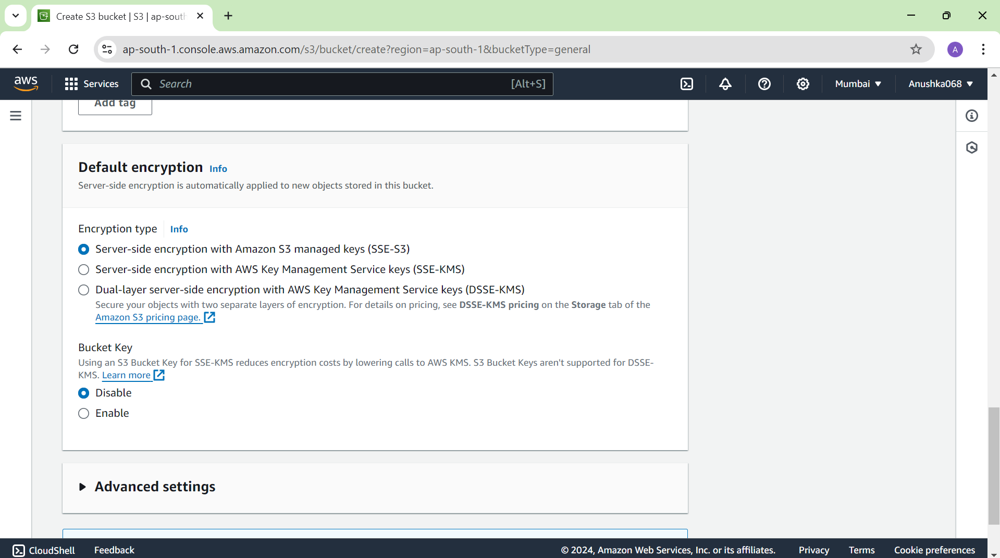 Create S3 bucket | S3 | ap-south
ap-south-1.console.aws.amazon.com/s3/bucket/create?region=ap-south-1&bucketType=general
A
aws
Services
Search
[Alt+S]
Mumbai
Anushka068
Add tag
Default encryption Info
Server-side encryption is automatically applied to new objects stored in this bucket.
Encryption type Info
Server-side encryption with Amazon S3 managed keys (SSE-S3)
Server-side encryption with AWS Key Management Service keys (SSE-KMS)
Dual-layer server-side encryption with AWS Key Management Service keys (DSSE-KMS)
Secure your objects with two separate layers of encryption. For details on pricing, see DSSE-KMS pricing on the Storage tab of the
Amazon S3 pricing page.
Bucket Key
Using an S3 Bucket Key for SSE-KMS reduces encryption costs by lowering calls to AWS KMS. S3 Bucket Keys aren't supported for DSSE-
KMS. Learn more
Disable
Enable
Advanced settings
CloudShell Feedback © 2024, Amazon Web Services, Inc. or its affiliates. Privacy Terms Cookie preferences